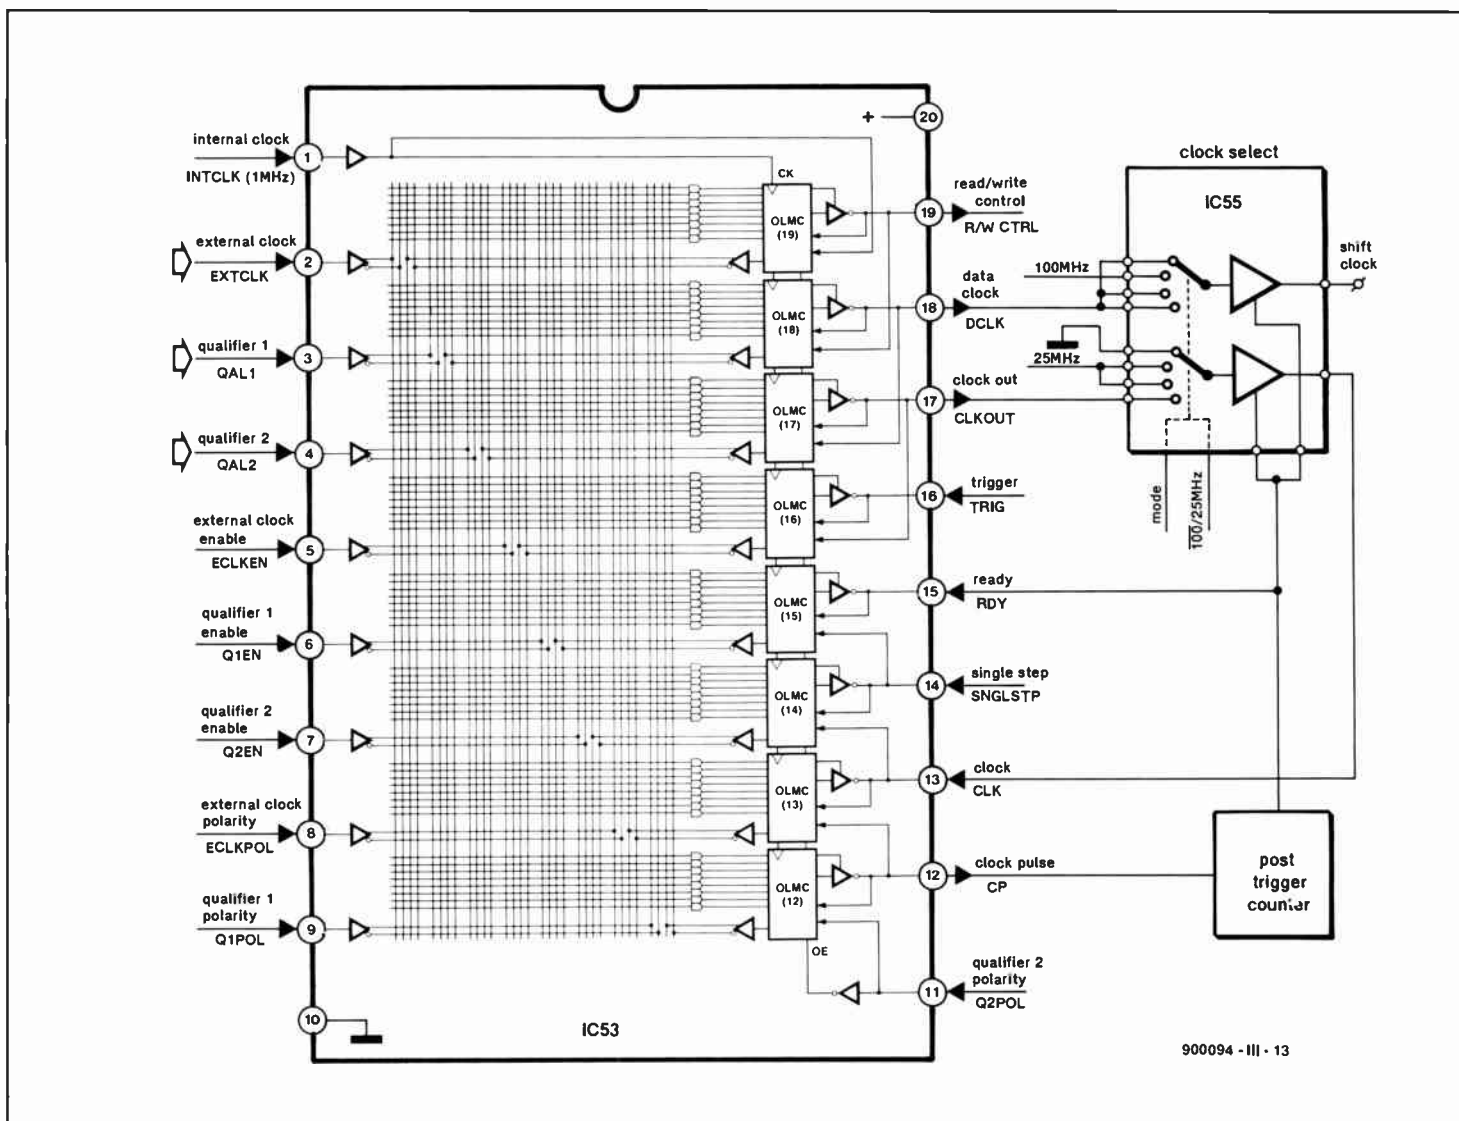 internal clock
1
INTCLK (1MHz)
external clock
2
EXTCLK
qualifier 1
3
QAL1
qualifier 2
4
QAL2
external clock
enable
5
ECLKEN
qualifier 1
enable
6
Q1EN
qualifier 2
enable
7
Q2EN
external clock
polarity
8
ECLKPOL
qualifier 1
polarity
9
Q1POL
10
IC53
CK
OLMC
(19)
OLMC
(18)
OLMC
(17)
OLMC
(16)
OLMC
(15)
OLMC
(14)
OLMC
(13)
OLMC
(12)
OE
+
20
read/write
control
19
R/W CTRL
data
clock
18
DCLK
clock out
17
CLKOUT
trigger
16
TRIG
ready
15
RDY
single step
14
SNGLSTP
clock
13
CLK
clock pulse
12
CP
qualifier 2
polarity
11
Q2POL
clock select
IC55
100MHz
25MHz
shift
clock
mode
100/25MHz
post
trigger
counter
900094 - III - 13